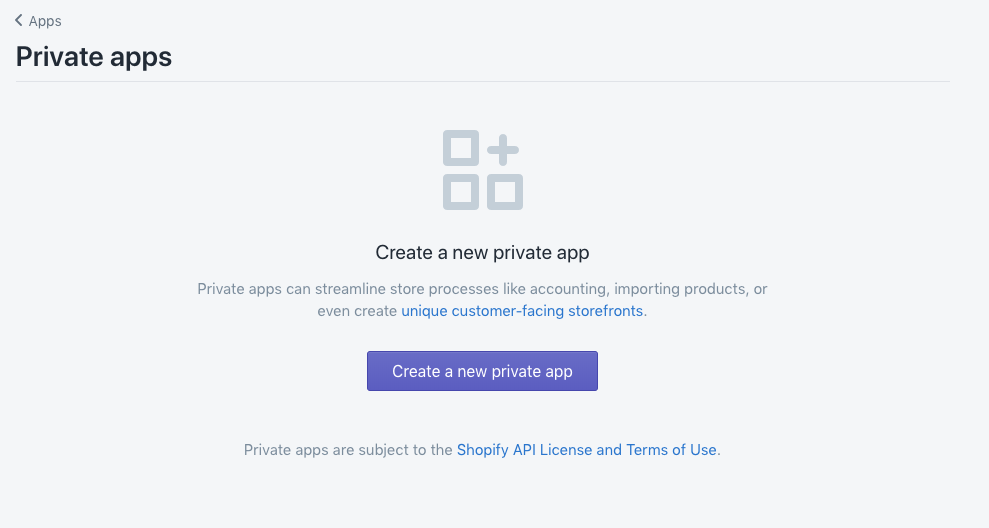 Apps
Private apps
Create a new private app
Private apps can streamline store processes like accounting, importing products, or
even create unique customer-facing storefronts.
Create a new private app
Private apps are subject to the Shopify API License and Terms of Use.